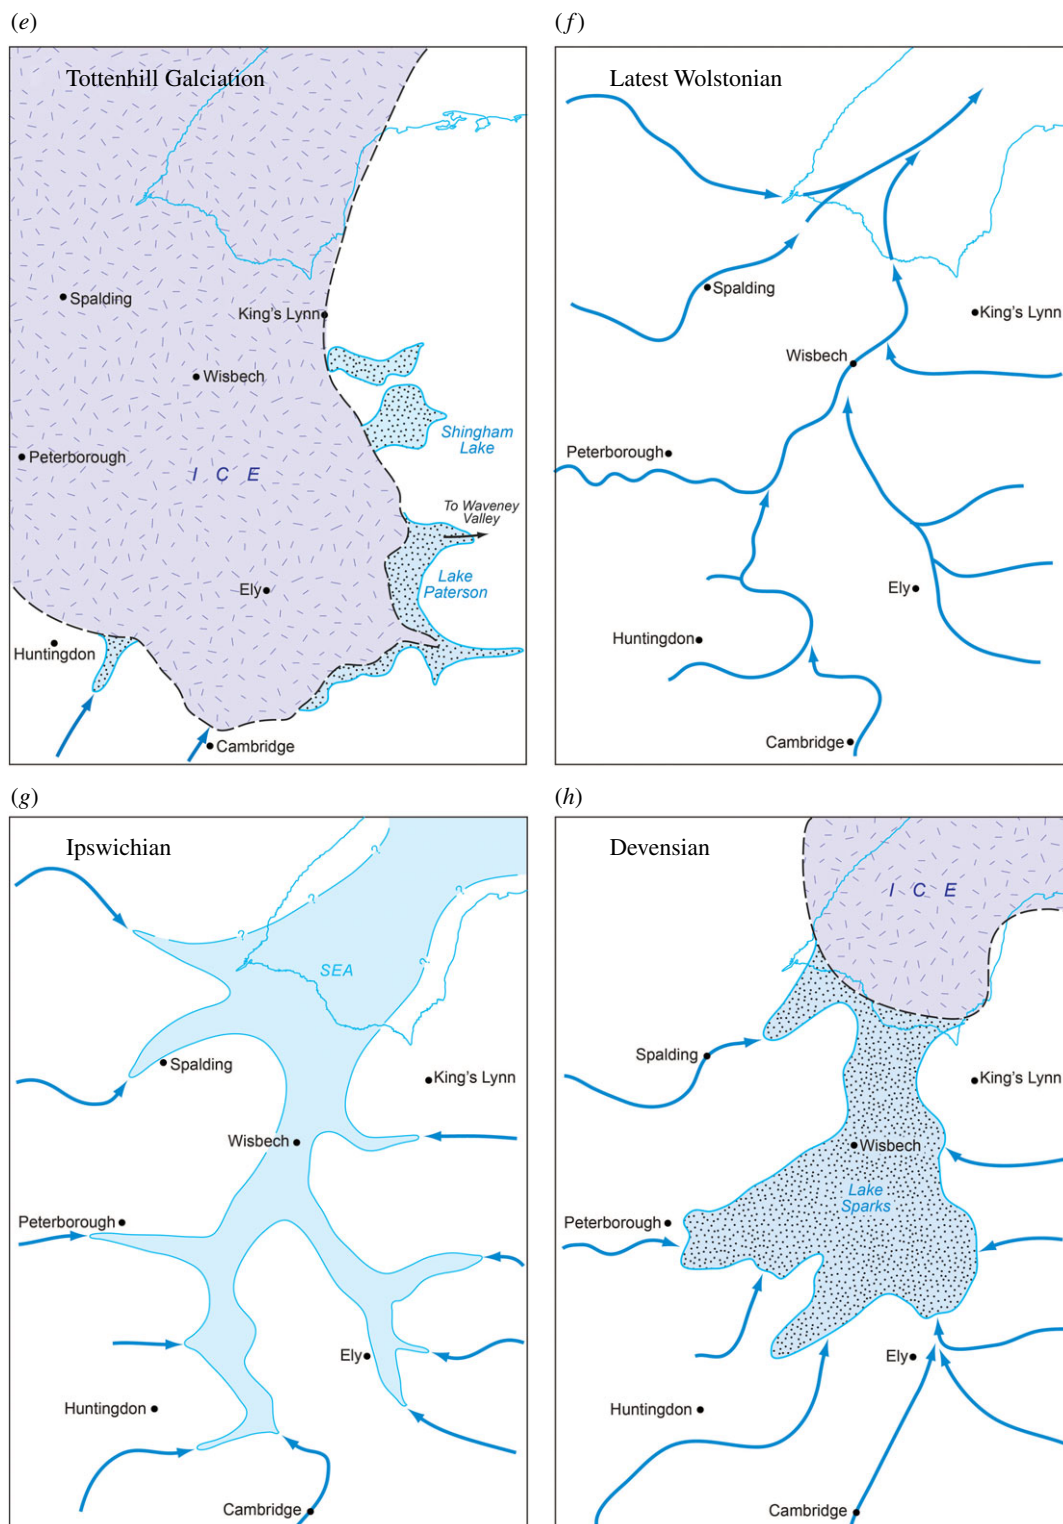 (e)
Tottenhill Galciation
Spalding
King's Lynn
Wisbech
Shingham
Lake
Peterborough
I C E
To Waveney
Valley
Ely
Lake
Paterson
Huntingdon
Cambridge
(f)
Latest Wolstonian
Spalding
King's Lynn
Wisbech
Peterborough
Ely
Huntingdon
Cambridge
(g)
Ipswichian
?
?
?
?
?
SEA
Spalding
King's Lynn
Wisbech
Peterborough
Ely
Huntingdon
Cambridge
(h)
Devensian
I C E
Spalding
King's Lynn
Wisbech
Lake
Sparks
Peterborough
Ely
Huntingdon
Cambridge